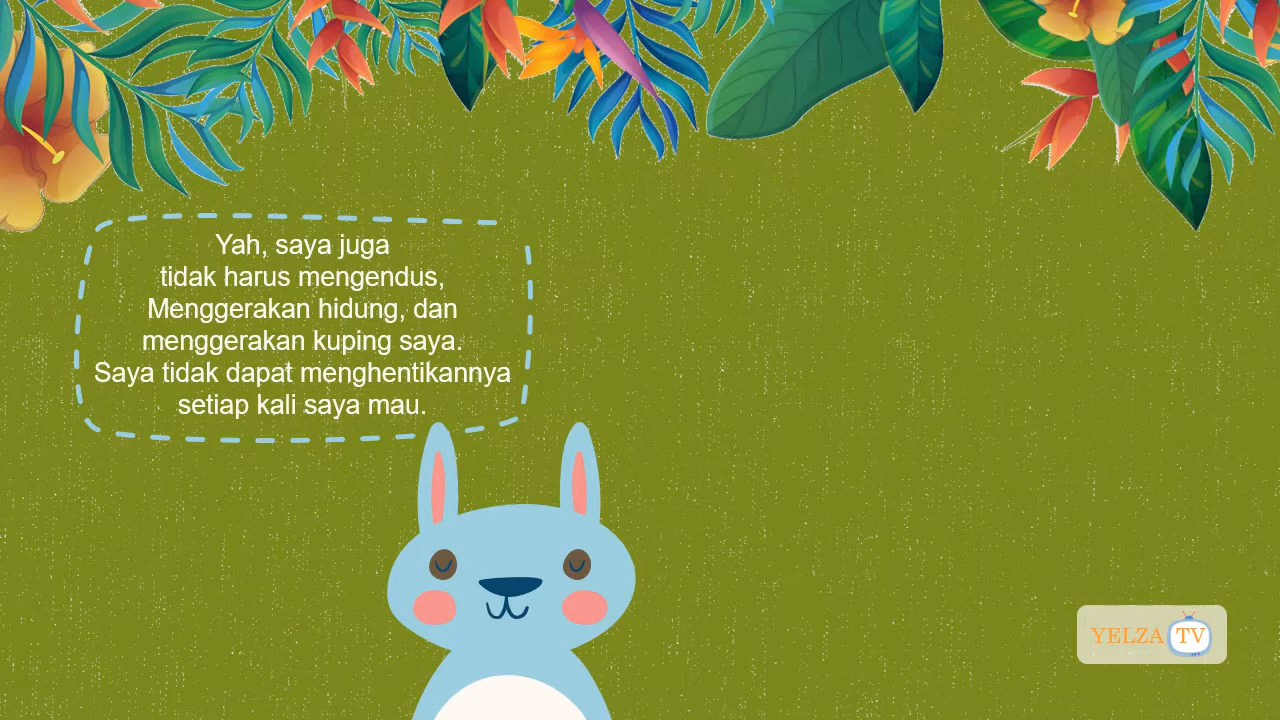 Yah, saya juga
tidak harus mengendus,
Menggerakan hidung, dan
menggerakan kuping saya.
Saya tidak dapat menghentikannya
setiap kali saya mau.
YELZA TV